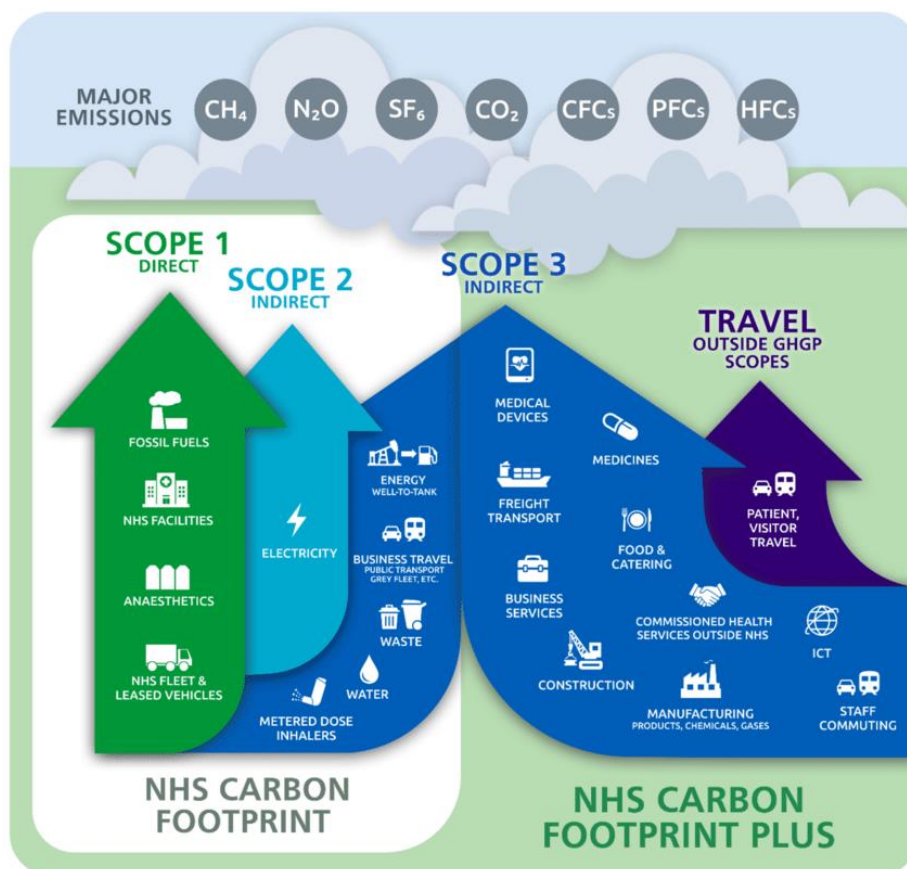 MAJOR
EMISSIONS
CH₄
N₂O
SF₆
CO₂
CFCs
PFCs
HFCs
SCOPE 1
DIRECT
FOSSIL FUELS
NHS FACILITIES
ANAESTHETICS
NHS FLEET &
LEASED VEHICLES
SCOPE 2
INDIRECT
ELECTRICITY
SCOPE 3
INDIRECT
ENERGY
WELL-TO-TANK
BUSINESS TRAVEL
PUBLIC TRANSPORT
GREY FLEET, ETC.
WASTE
WATER
METERED DOSE
INHALERS
MEDICAL
DEVICES
MEDICINES
FREIGHT
TRANSPORT
FOOD &
CATERING
BUSINESS
SERVICES
COMMISSIONED HEALTH
SERVICES OUTSIDE NHS
ICT
CONSTRUCTION
MANUFACTURING
PRODUCTS, CHEMICALS, GASES
STAFF
COMMUTING
TRAVEL
OUTSIDE GHGP
SCOPES
PATIENT,
VISITOR
TRAVEL
NHS CARBON
FOOTPRINT
NHS CARBON
FOOTPRINT PLUS